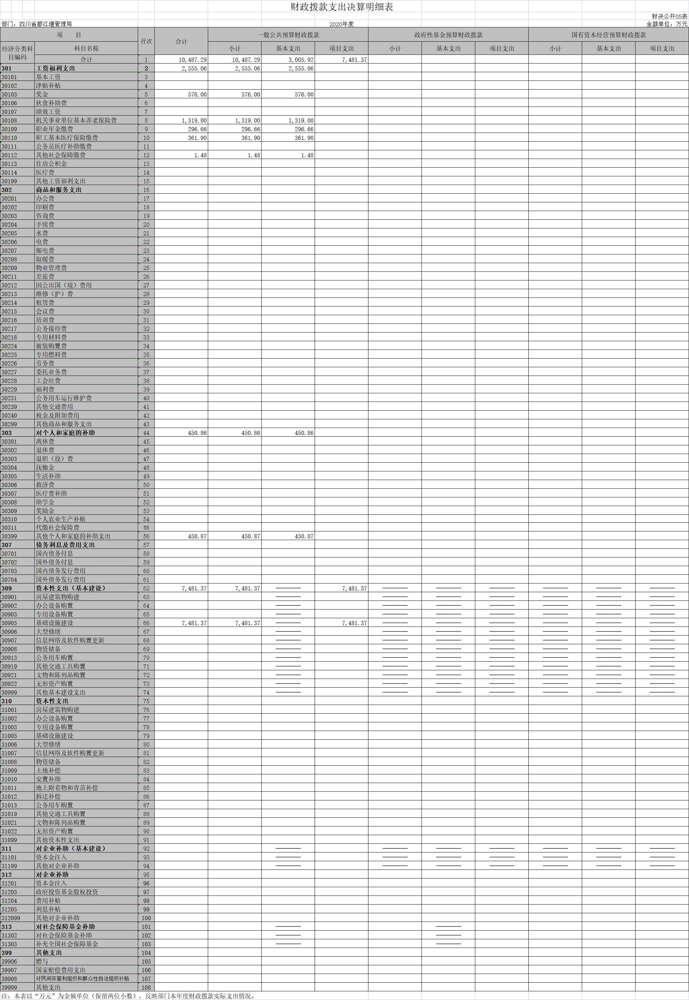 财政拨款支出决算明细表
财决公开05表
部门：四川省都江堰管理局 2020年度 金额单位：万元
项 目 行次 合计 一般公共预算财政拨款 政府性基金预算财政拨款 国有资本经营预算财政拨款
经济分类科目编码 科目名称 小计 基本支出 项目支出 小计 基本支出 项目支出 小计 基本支出 项目支出
合计 1 10,487.29 10,487.29 3,005.92 7,481.37
301 工资福利支出 2 2,555.06 2,555.06 2,555.06
30101 基本工资 3
30102 津贴补贴 4
30103 奖金 5 576.00 576.00 576.00
30106 伙食补助费 6
30107 绩效工资 7
30108 机关事业单位基本养老保险费 8 1,319.00 1,319.00 1,319.00
30109 职业年金缴费 9 296.66 296.66 296.66
30110 职工基本医疗保险缴费 10 361.90 361.90 361.90
30111 公务员医疗补助缴费 11
30112 其他社会保障缴费 12 1.48 1.48 1.48
30113 住房公积金 13
30114 医疗费 14
30199 其他工资福利支出 15
302 商品和服务支出 16
30201 办公费 17
30202 印刷费 18
30203 咨询费 19
30204 手续费 20
30205 水费 21
30206 电费 22
30207 邮电费 23
30208 取暖费 24
30209 物业管理费 25
30211 差旅费 26
30212 因公出国（境）费用 27
30213 维修（护）费 28
30214 租赁费 29
30215 会议费 30
30216 培训费 31
30217 公务接待费 32
30218 专用材料费 33
30224 被装购置费 34
30225 专用燃料费 35
30226 劳务费 36
30227 委托业务费 37
30228 工会经费 38
30229 福利费 39
30231 公务用车运行维护费 40
30239 其他交通费用 41
30240 税金及附加费用 42
30299 其他商品和服务支出 43
303 对个人和家庭的补助 44 450.86 450.86 450.86
30301 离休费 45
30302 退休费 46
30303 退职（役）费 47
30304 抚恤金 48
30305 生活补助 49
30306 救济费 50
30307 医疗费补助 51
30308 助学金 52
30309 奖励金 53
30310 个人农业生产补贴 54
30311 代缴社会保险费 55
30399 其他个人和家庭的补助支出 56 450.87 450.87 450.87
307 债务利息及费用支出 57
30701 国内债务付息 58
30702 国外债务付息 59
30703 国内债务发行费用 60
30704 国外债务发行费用 61
309 资本性支出（基本建设） 62 7,481.37 7,481.37 ———— 7,481.37 ———— ———— ———— ———— ———— ————
30901 房屋建筑物购建 63 ———— ———— ———— ———— ———— ———— ————
30902 办公设备购置 64 ———— ———— ———— ———— ———— ———— ————
30903 专用设备购置 65 ———— ———— ———— ———— ———— ———— ————
30905 基础设施建设 66 7,481.37 7,481.37 ———— 7,481.37 ———— ———— ———— ———— ———— ————
30906 大型修缮 67 ———— ———— ———— ———— ———— ———— ————
30907 信息网络及软件购置更新 68 ———— ———— ———— ———— ———— ———— ————
30908 物资储备 69 ———— ———— ———— ———— ———— ———— ————
30913 公务用车购置 70 ———— ———— ———— ———— ———— ———— ————
30919 其他交通工具购置 71 ———— ———— ———— ———— ———— ———— ————
30921 文物和陈列品购置 72 ———— ———— ———— ———— ———— ———— ————
30922 无形资产购置 73 ———— ———— ———— ———— ———— ———— ————
30999 其他基本建设支出 74 ———— ———— ———— ———— ———— ———— ————
310 资本性支出 75
31001 房屋建筑物购建 76
31002 办公设备购置 77
31003 专用设备购置 78
31005 基础设施建设 79
31006 大型修缮 80
31007 信息网络及软件购置更新 81
31008 物资储备 82
31009 土地补偿 83
31010 安置补助 84
31011 地上附着物和青苗补偿 85
31012 拆迁补偿 86
31013 公务用车购置 87
31019 其他交通工具购置 88
31021 文物和陈列品购置 89
31022 无形资产购置 90
31099 其他资本性支出 91
311 对企业补助（基本建设） 92 ———— ———— ———— ———— ———— ———— ————
31101 资本金注入 93 ———— ———— ———— ———— ———— ———— ————
31199 其他对企业补助 94 ———— ———— ———— ———— ———— ———— ————
312 对企业补助 95
31201 资本金注入 96
31203 政府投资基金股权投资 97
31204 费用补贴 98
31205 利息补贴 99
312099 其他对企业补助 100
313 对社会保障基金补助 101 ———— ————
31302 对社会保险基金补助 102 ———— ————
31303 补充全国社会保障基金 103 ———— ————
399 其他支出 104
39906 赠与 105
39907 国家赔偿费用支出 106
39908 对民间非营利组织和群众性自治组织补贴 107
39999 其他支出 108
注：本表以“万元”为金额单位（保留两位小数），反映部门本年度财政拨款实际支出情况。